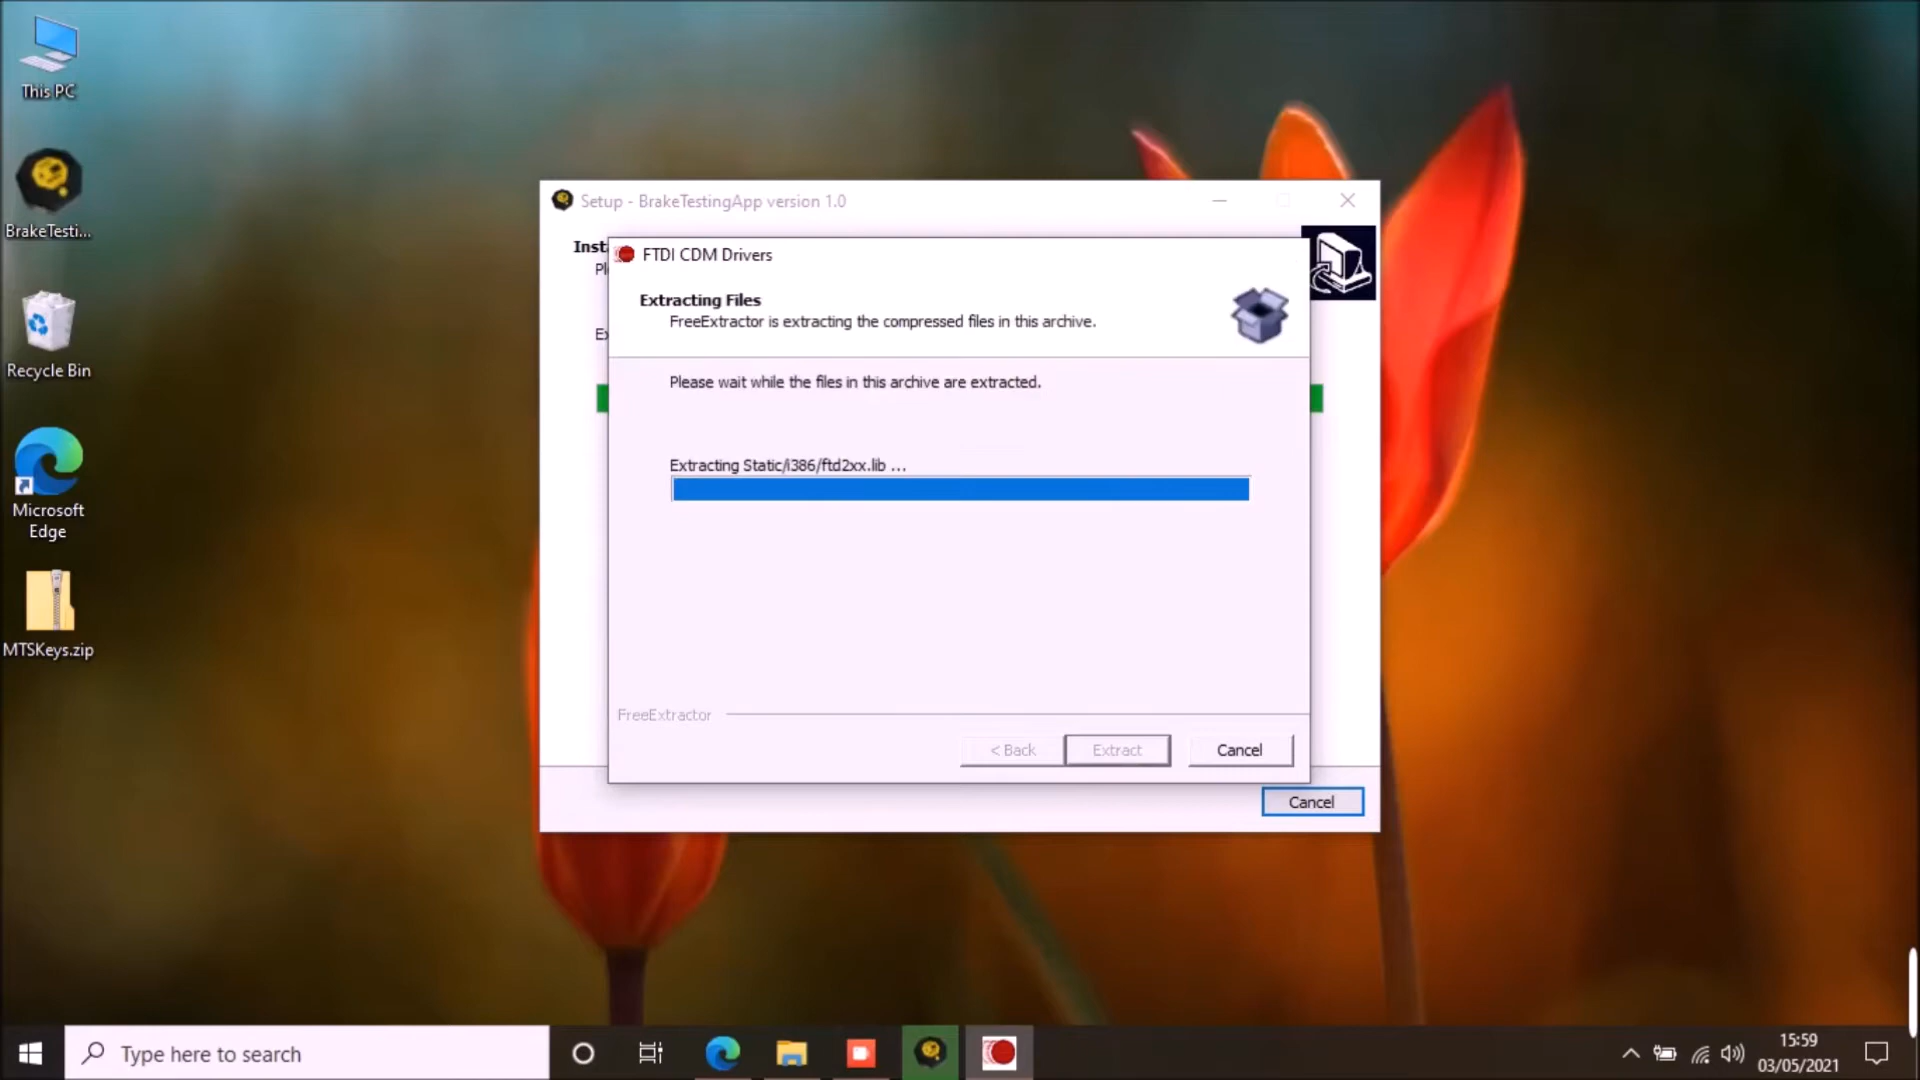 This PC
BrakeTesti...
Recycle Bin
Microsoft
Edge
MTSKeys.zip
Setup - BrakeTestingApp version 1.0
Inst
Pl
FTDI CDM Drivers
Extracting Files
FreeExtractor is extracting the compressed files in this archive.
Please wait while the files in this archive are extracted.
Extracting Static/i386/ftd2xx.lib ...
FreeExtractor
< Back
Extract
Cancel
Cancel
Type here to search
15:59
03/05/2021